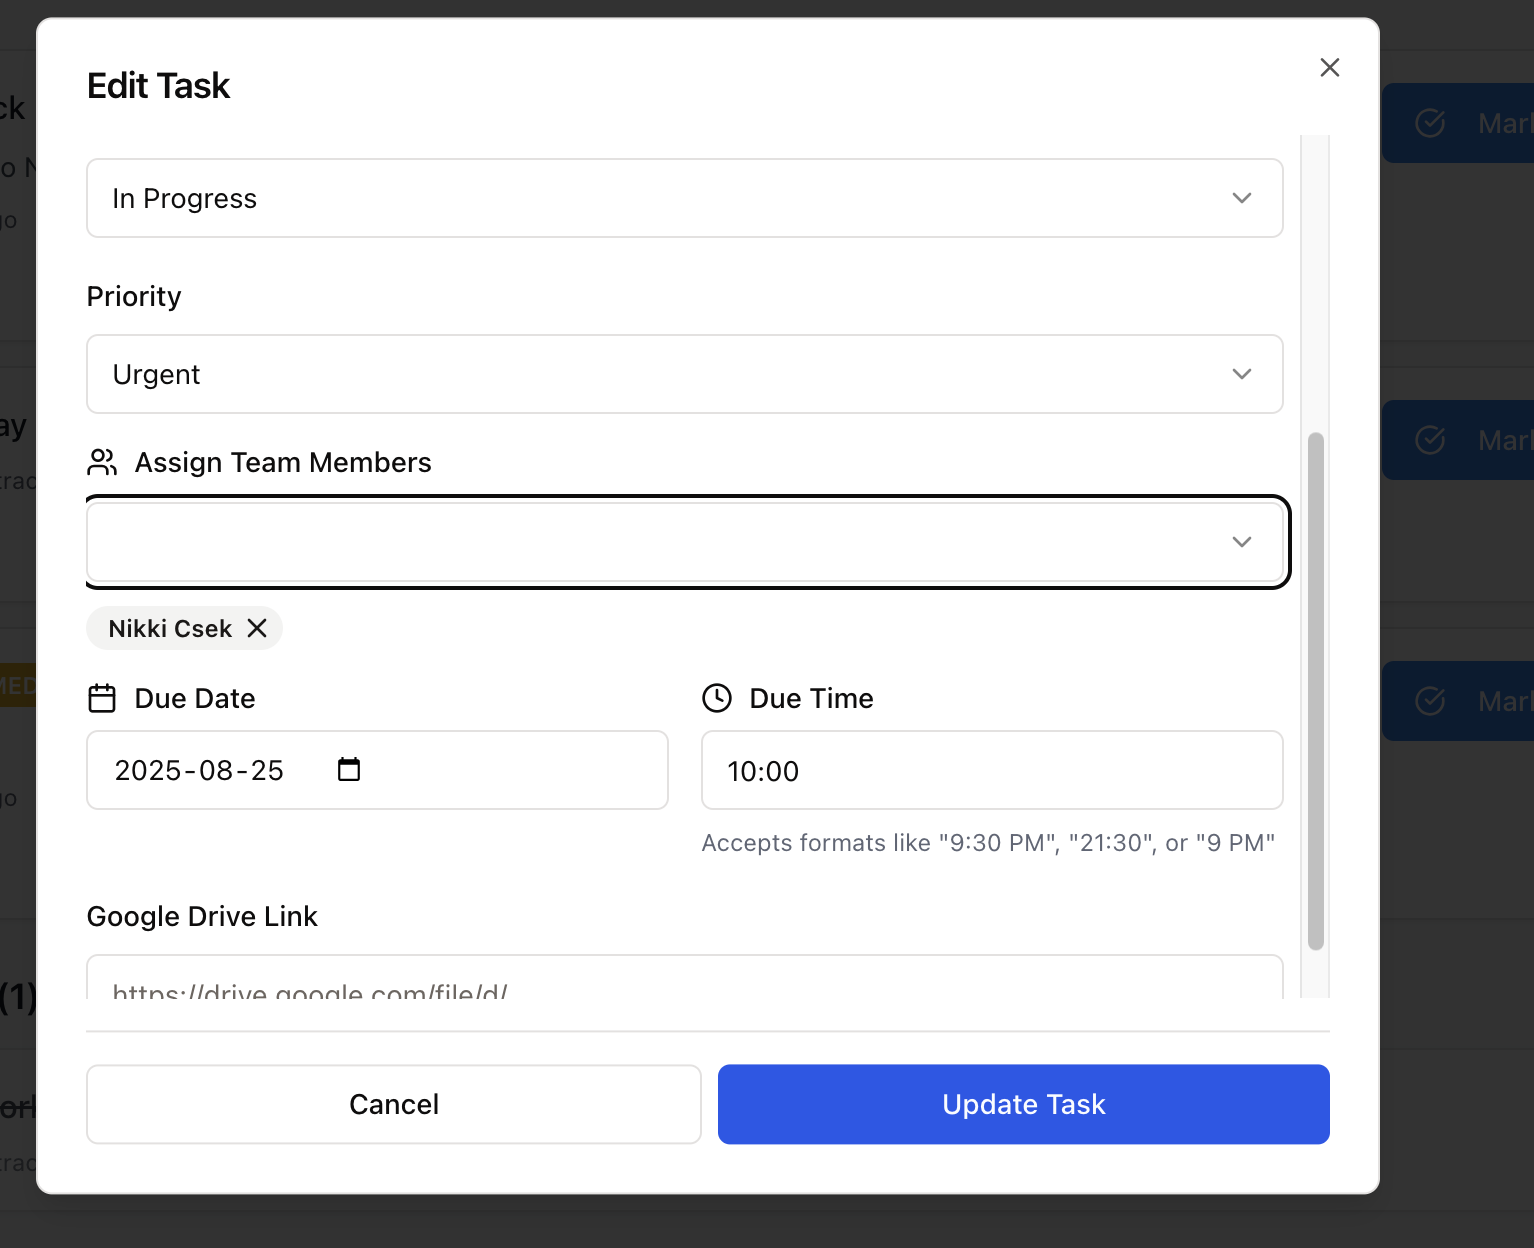 Edit Task
In Progress
Priority
Urgent
Assign Team Members
Nikki Csek
Due Date
Due Time
2025-08-25
10:00
Accepts formats like "9:30 PM", "21:30", or "9 PM"
Google Drive Link
https://drive.google.com/file/d/
Cancel
Update Task
(1)